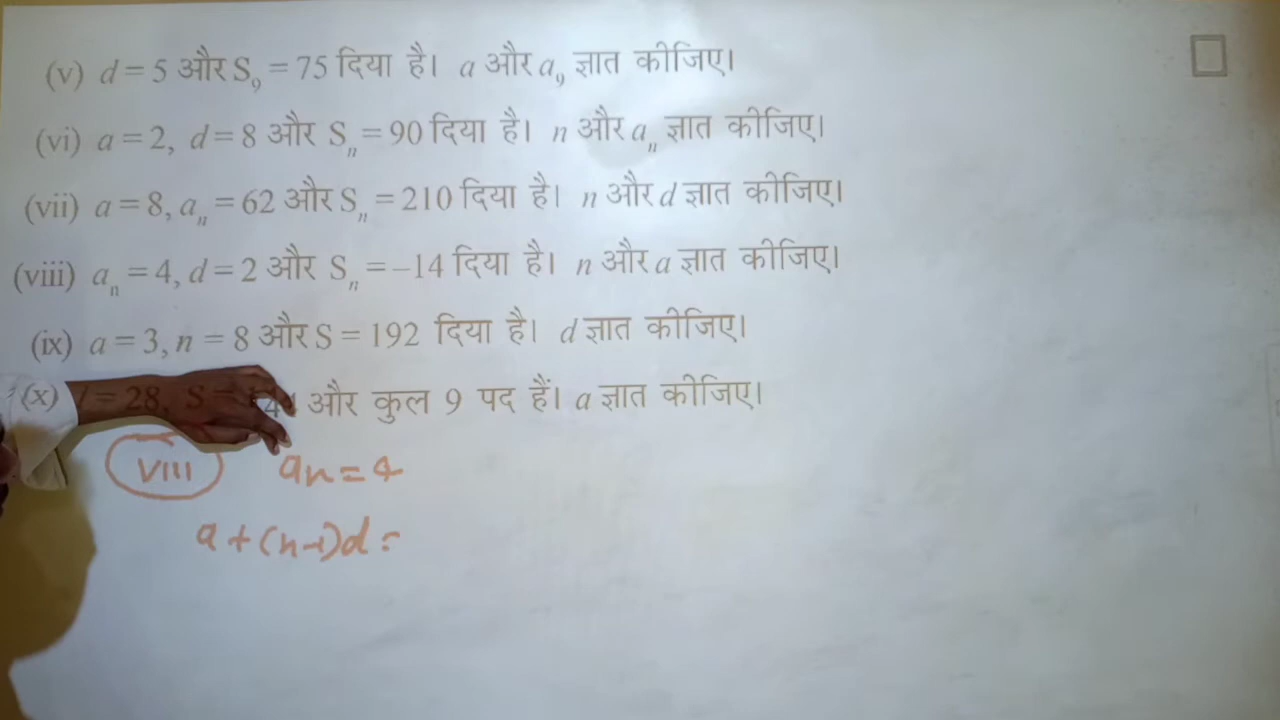 (v) d = 5 और S₉ = 75 दिया है। a और a₉ ज्ञात कीजिए।
(vi) a = 2, d = 8 और Sₙ = 90 दिया है। n और aₙ ज्ञात कीजिए।
(vii) a = 8, aₙ = 62 और Sₙ = 210 दिया है। n और d ज्ञात कीजिए।
(viii) aₙ = 4, d = 2 और Sₙ = –14 दिया है। n और a ज्ञात कीजिए।
(ix) a = 3, n = 8 और S = 192 दिया है। d ज्ञात कीजिए।
(x) = 28, S और कुल 9 पद हैं। a ज्ञात कीजिए।
VIII an = 4
a + (n-1)d =